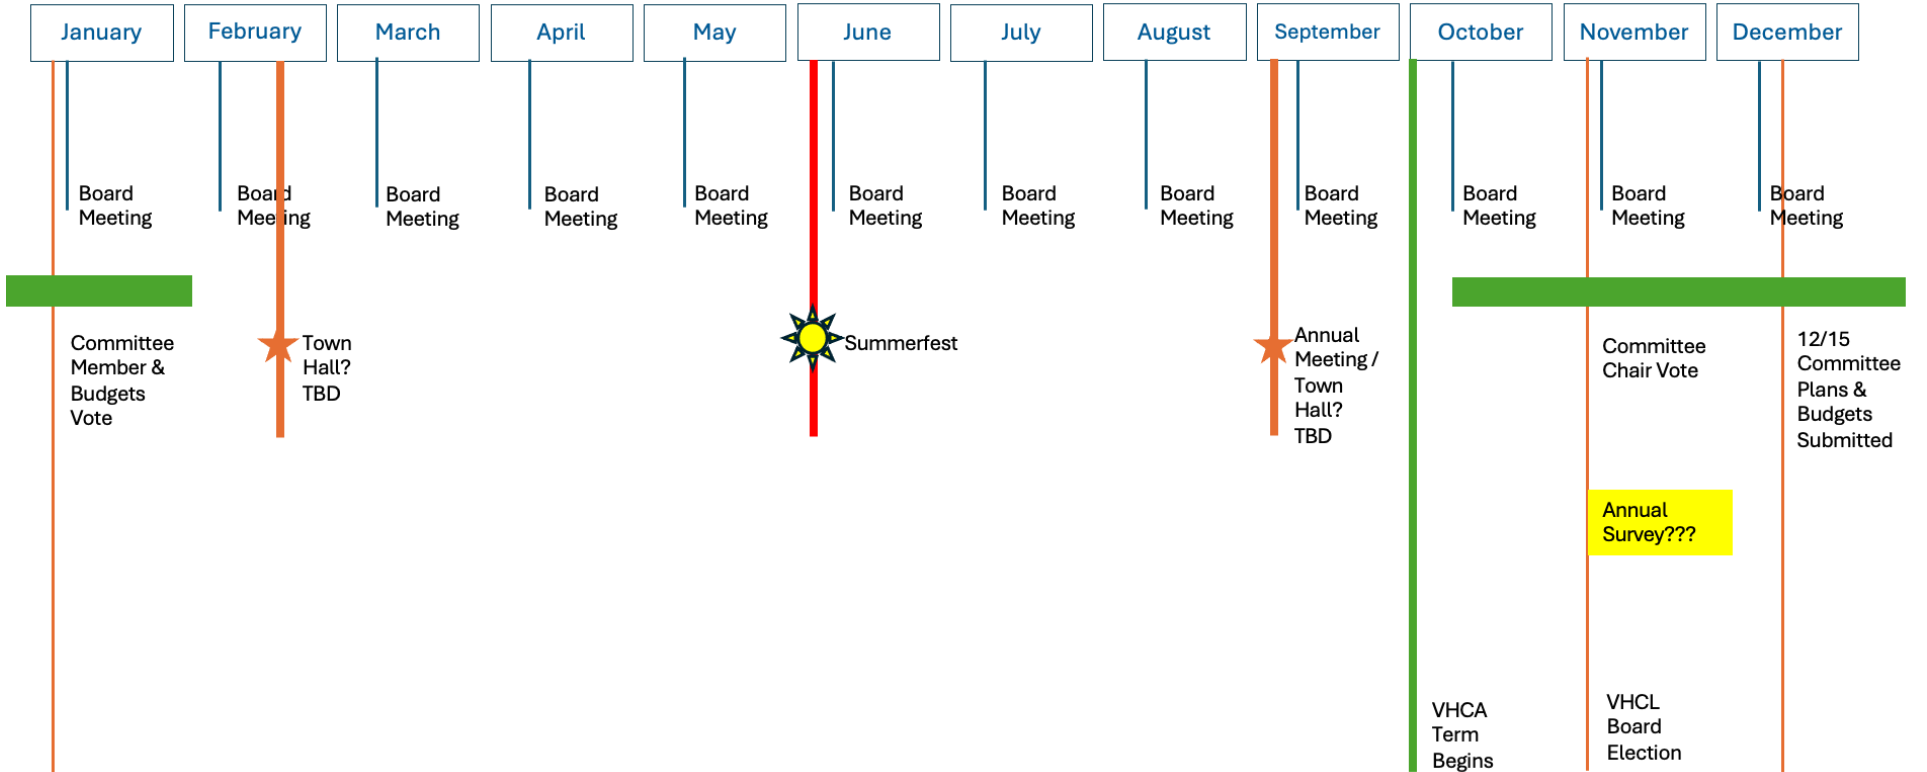 January
February
March
April
May
June
July
August
September
October
November
December
Board
Meeting
Board
Meeting
Board
Meeting
Board
Meeting
Board
Meeting
Board
Meeting
Board
Meeting
Board
Meeting
Board
Meeting
Board
Meeting
Board
Meeting
Board
Meeting
Committee
Member &
Budgets
Vote
Town
Hall?
TBD
Summerfest
Annual
Meeting /
Town
Hall?
TBD
Committee
Chair Vote
12/15
Committee
Plans &
Budgets
Submitted
Annual
Survey???
VHCA
Term
Begins
VHCL
Board
Election